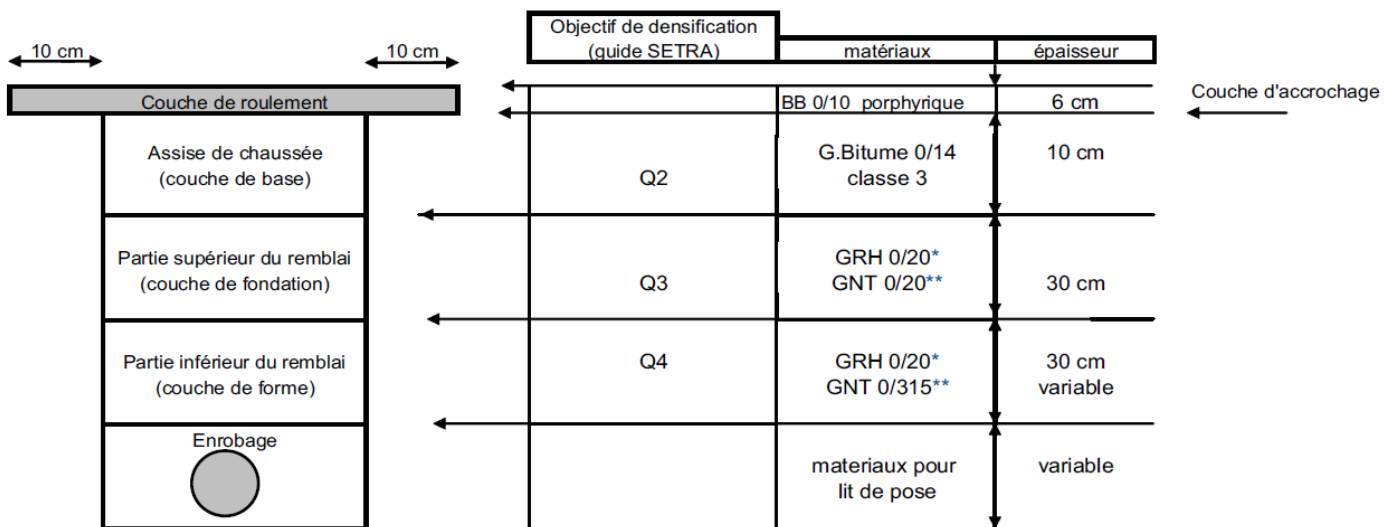 Objectif de densification
(guide SETRA)
matériaux
épaisseur
10 cm
10 cm
Couche de roulement
BB 0/10 porphyrique
6 cm
Couche d'accrochage
Assise de chaussée
(couche de base)
Q2
G.Bitume 0/14
classe 3
10 cm
Partie supérieur du remblai
(couche de fondation)
Q3
GRH 0/20*
GNT 0/20**
30 cm
Partie inférieur du remblai
(couche de forme)
Q4
GRH 0/20*
GNT 0/315**
30 cm
variable
Enrobage
materiaux pour
lit de pose
variable